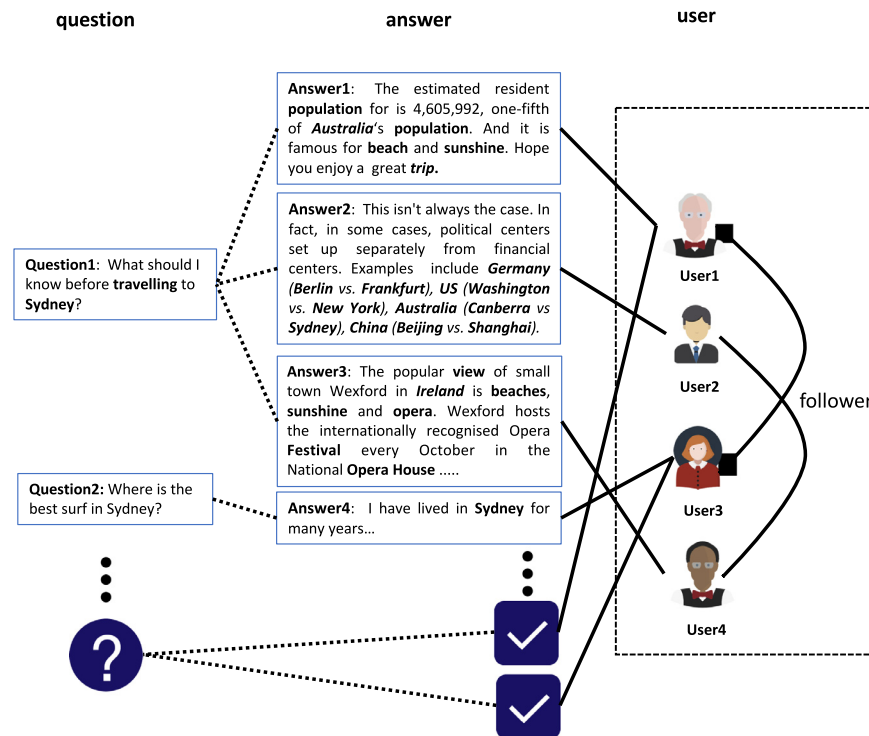 question
answer
user
Answer1: The estimated resident
population for is 4,605,992, one-fifth
of Australia‘s population. And it is
famous for beach and sunshine. Hope
you enjoy a great trip.
Answer2: This isn't always the case. In
fact, in some cases, political centers
set up separately from financial
centers. Examples include Germany
(Berlin vs. Frankfurt), US (Washington
vs. New York), Australia (Canberra vs
Sydney), China (Beijing vs. Shanghai).
Question1: What should I
know before travelling to
Sydney?
Answer3: The popular view of small
town Wexford in Ireland is beaches,
sunshine and opera. Wexford hosts
the internationally recognised Opera
Festival every October in the
National Opera House .....
Question2: Where is the
best surf in Sydney?
Answer4: I have lived in Sydney for
many years...
User1
User2
follower
User3
User4
?